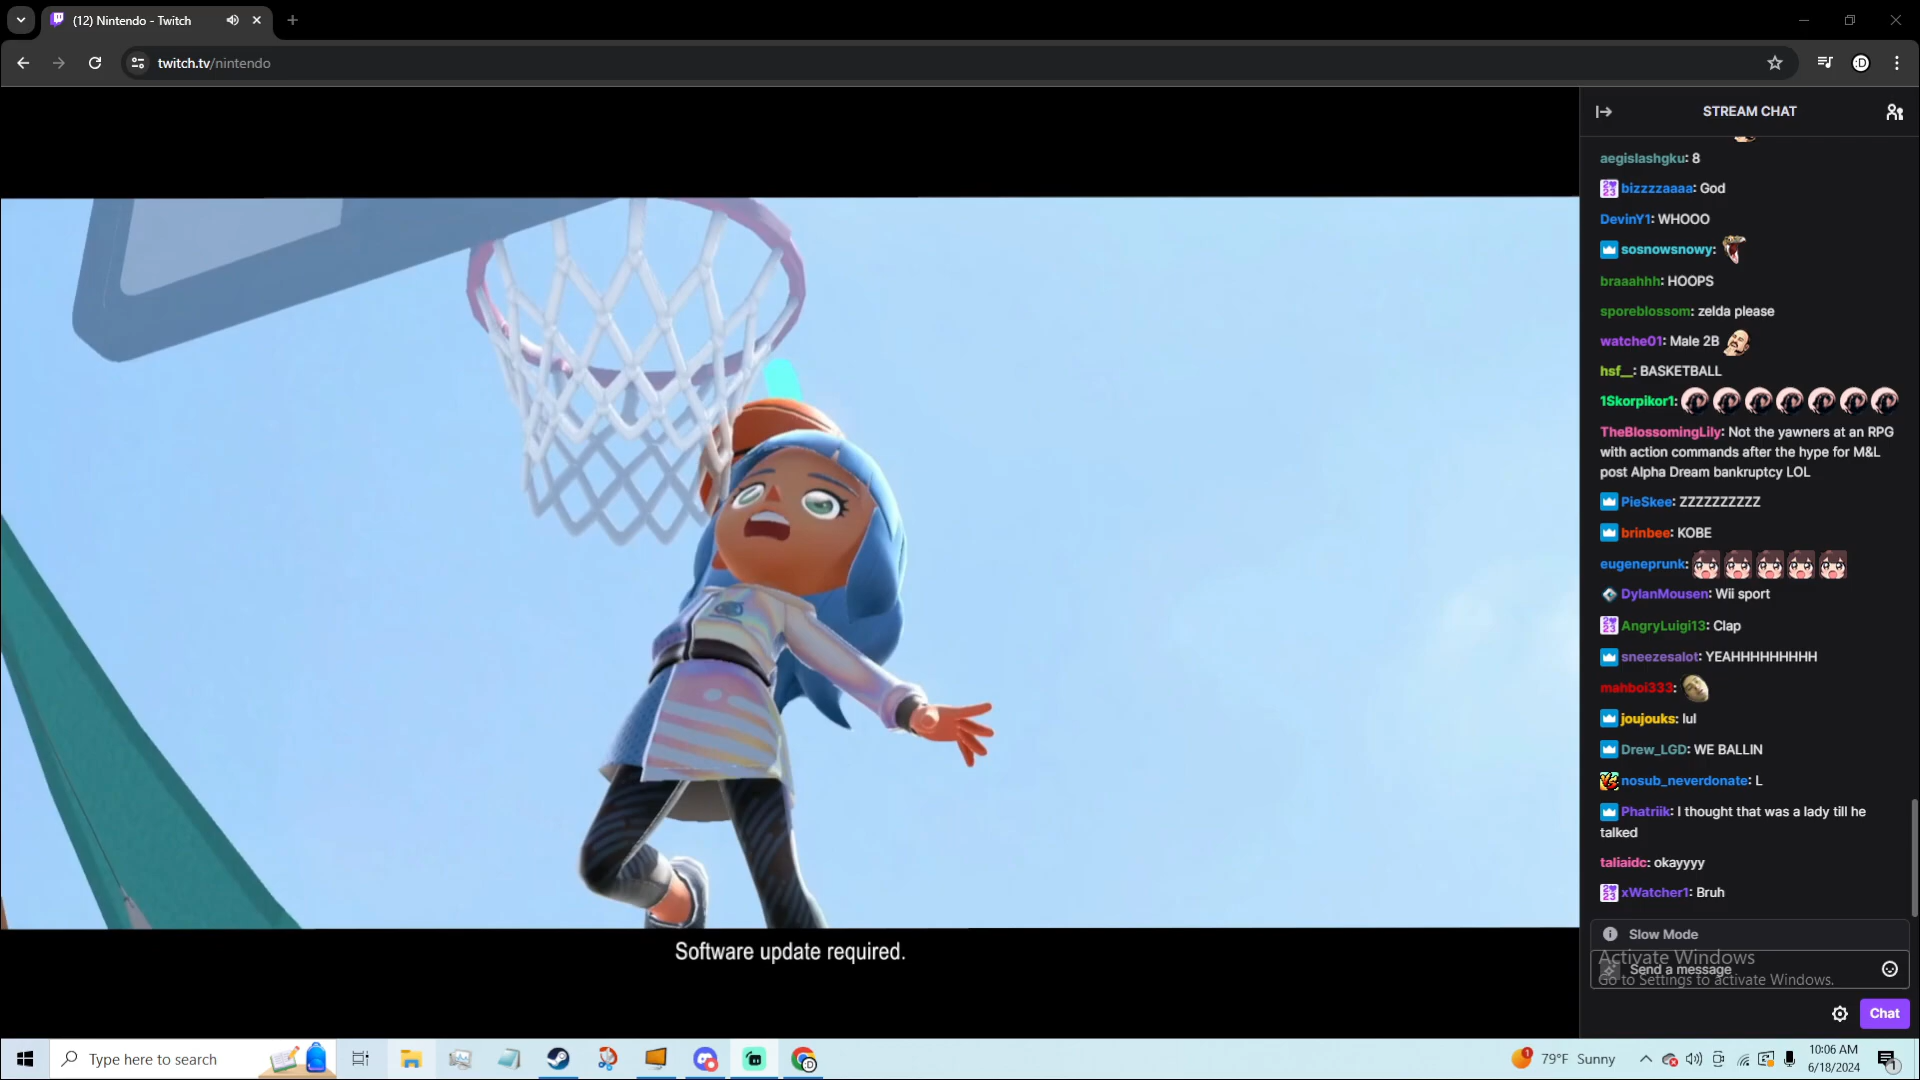 (12) Nintendo - Twitch
twitch.tv/nintendo
STREAM CHAT
aegislashgku: 8
bizzzzaaaa: God
DevinY1: WHOOO
sosnowsnowy:
braaahhh: HOOPS
sporeblossom: zelda please
watche01: Male 2B
hsf__: BASKETBALL
1Skorpikor1:
TheBlossomingLily: Not the yawners at an RPG
with action commands after the hype for M&L
post Alpha Dream bankruptcy LOL
PieSkee: ZZZZZZZZZZ
brinbee: KOBE
eugeneprunk:
DylanMousen: Wii sport
AngryLuigi13: Clap
sneezesalot: YEAHHHHHHHHH
mahboi333:
joujouks: lul
Drew_LGD: WE BALLIN
nosub_neverdonate: L
Phatriik: I thought that was a lady till he
talked
taliaidc: okayyyy
xWatcher1: Bruh
Software update required.
Slow Mode
Activate Windows
Send a message
Go to Settings to activate Windows.
Chat
Type here to search
79°F Sunny
10:06 AM
6/18/2024